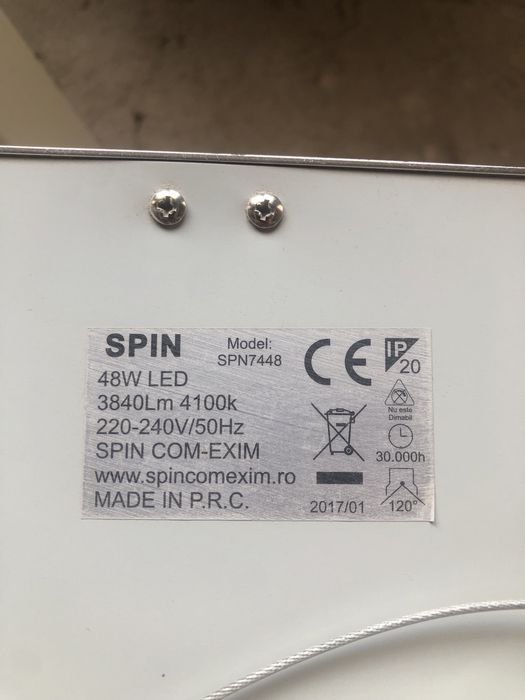 SPIN
Model:
SPN7448
48W LED
3840Lm 4100k
220-240V/50Hz
SPIN COM-EXIM
www.spincomexim.ro
MADE IN P.R.C.
CE
IP
20
Nu este
Dimabil
30.000h
2017/01
120°